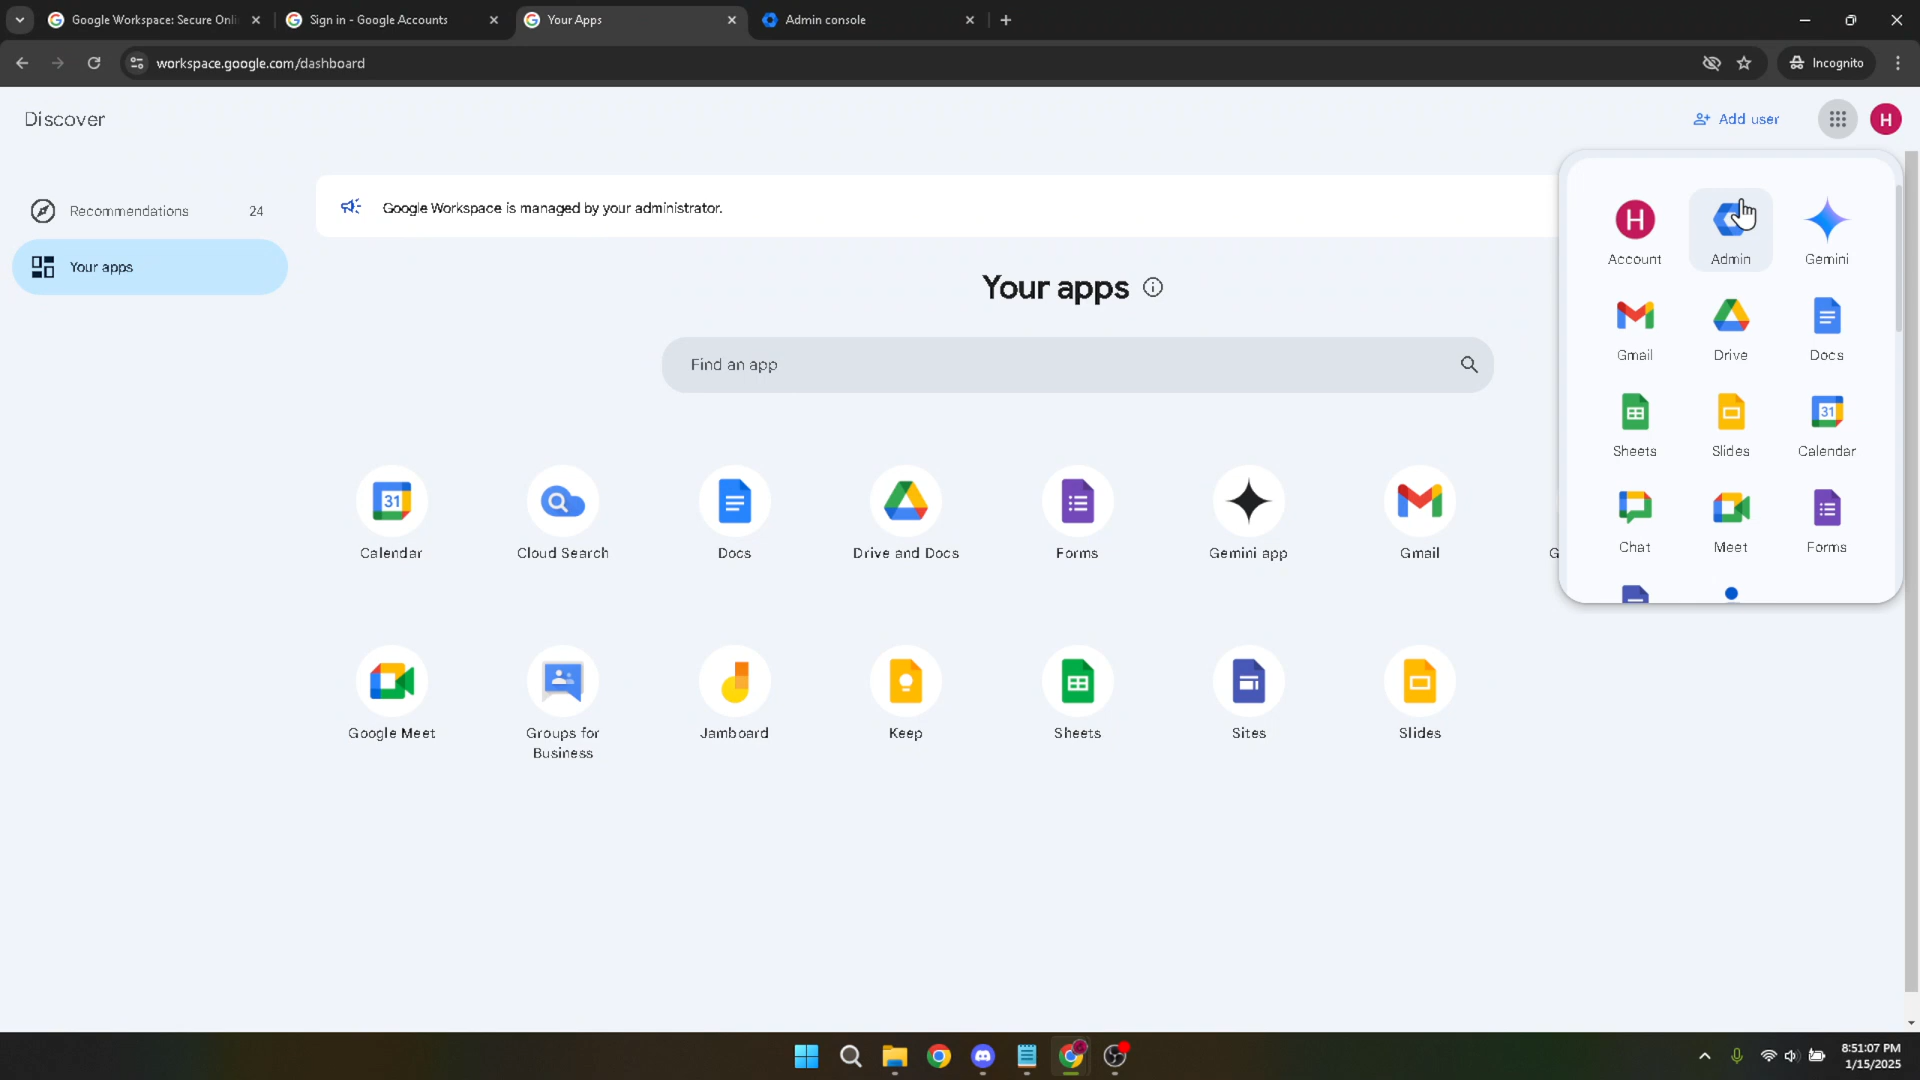 Google Workspace: Secure Onli
Sign in - Google Accounts
Your Apps
Admin console
workspace.google.com/dashboard
Incognito
Discover
Add user
H
Recommendations 24
Your apps
Google Workspace is managed by your administrator.
Your apps
Find an app
31
Calendar
Cloud Search
Docs
Drive and Docs
Forms
Gemini app
Gmail
G
Google Meet
Groups for
Business
Jamboard
Keep
Sheets
Sites
Slides
H
Account
Admin
Gemini
Gmail
Drive
Docs
31
Sheets
Slides
Calendar
Chat
Meet
Forms
8:51:07 PM
1/15/2025